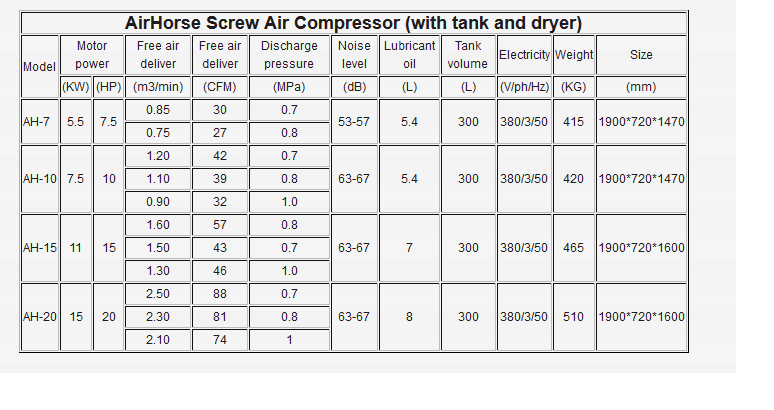 AirHorse Screw Air Compressor (with tank and dryer)
Model Motor power Free air deliver Free air deliver Discharge pressure Noise level Lubricant oil Tank volume Electricity Weight Size
(KW) (HP) (m3/min) (CFM) (MPa) (dB) (L) (L) (V/ph/Hz) (KG) (mm)
AH-7 5.5 7.5 0.85 30 0.7 53-57 5.4 300 380/3/50 415 1900*720*1470
0.75 27 0.8
AH-10 7.5 10 1.20 42 0.7 63-67 5.4 300 380/3/50 420 1900*720*1470
1.10 39 0.8
0.90 32 1.0
AH-15 11 15 1.60 57 0.8 63-67 7 300 380/3/50 465 1900*720*1600
1.50 43 0.7
1.30 46 1.0
AH-20 15 20 2.50 88 0.7 63-67 8 300 380/3/50 510 1900*720*1600
2.30 81 0.8
2.10 74 1